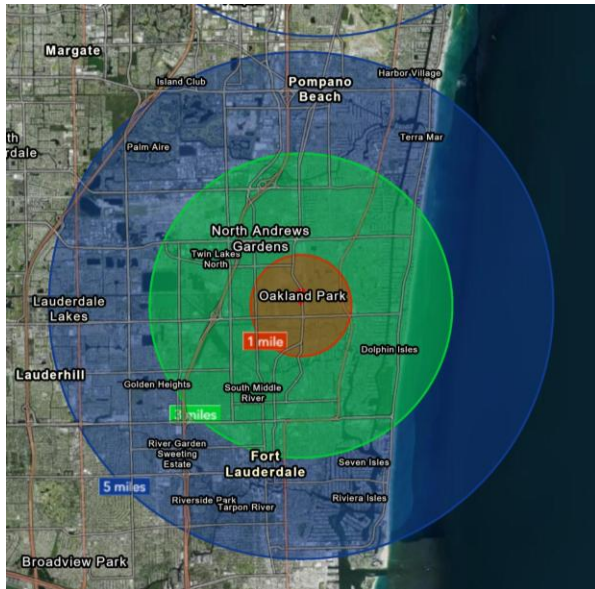 Margate
Island Club
Harbor Village
Pompano
Beach
Terra Mar
th
rdale
Palm Aire
North Andrews
Gardens
Twin Lakes
North
Oakland Park
Lauderdale
Lakes
1 mile
Dolphin Isles
Lauderhill
Golden Heights
South Middle
River
3 miles
River Garden
Sweeting
Estate
Fort
Lauderdale
Seven Isles
5 miles
Riverside Park
Tarpon River
Riviera Isles
Broadview Park